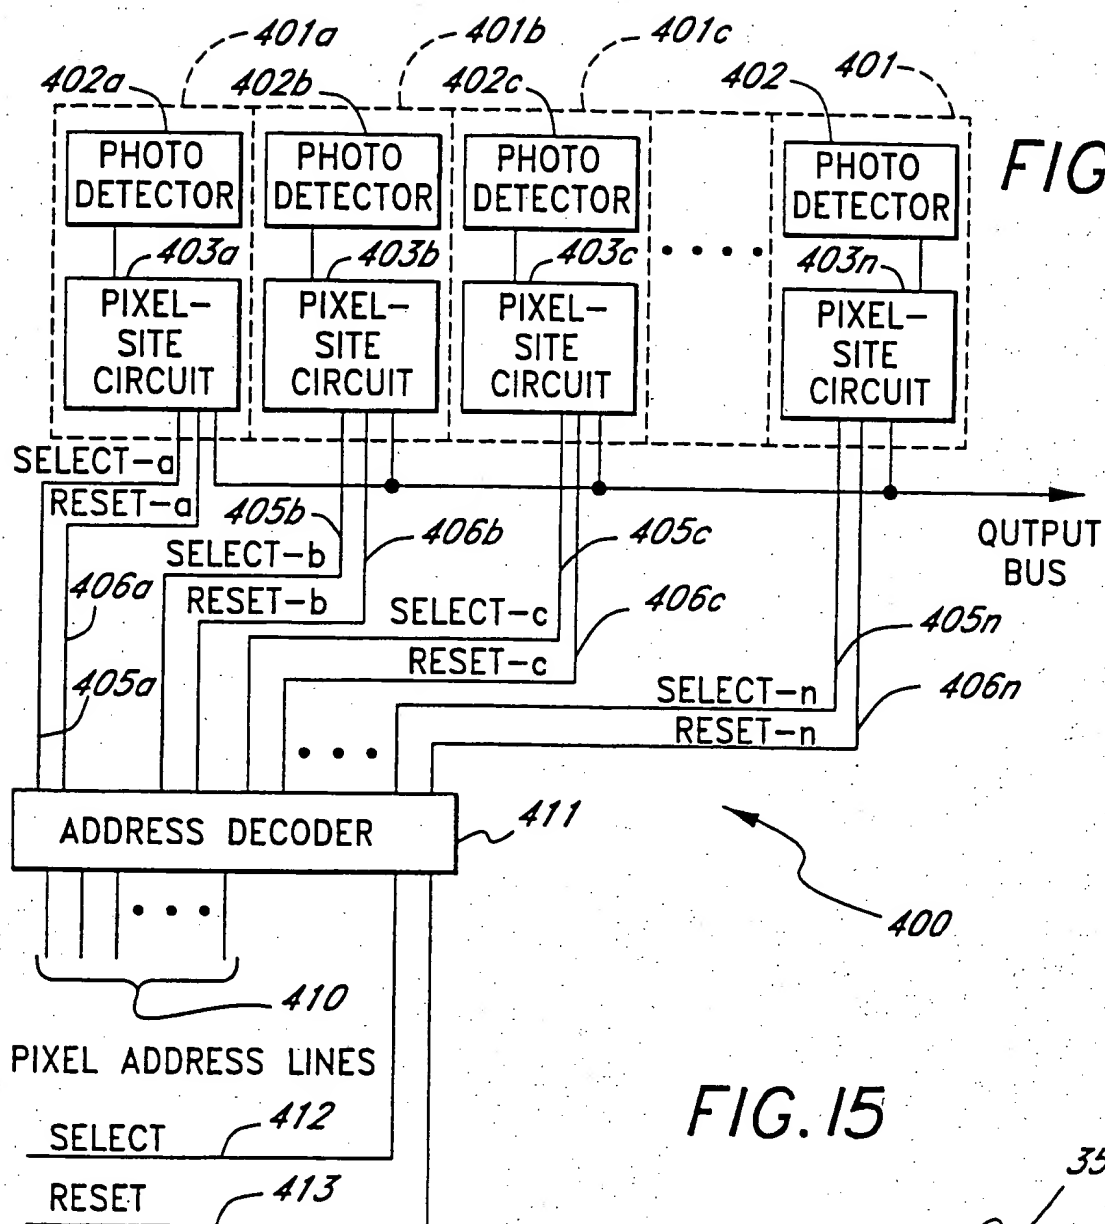 401a 401b 401c
402a 402b 402c 402 401
PHOTO DETECTOR
PHOTO DETECTOR
PHOTO DETECTOR
PHOTO DETECTOR
FIG
403a 403b 403c 403n
PIXEL-SITE CIRCUIT
PIXEL-SITE CIRCUIT
PIXEL-SITE CIRCUIT
PIXEL-SITE CIRCUIT
SELECT-a
RESET-a
405b
SELECT-b
406b
405c
QUTPUT
BUS
406a
RESET-b
SELECT-c
406c
405n
RESET-c
405a
SELECT-n
406n
RESET-n
ADDRESS DECODER
411
400
410
PIXEL ADDRESS LINES
FIG. 15
SELECT
412
RESET
413
35